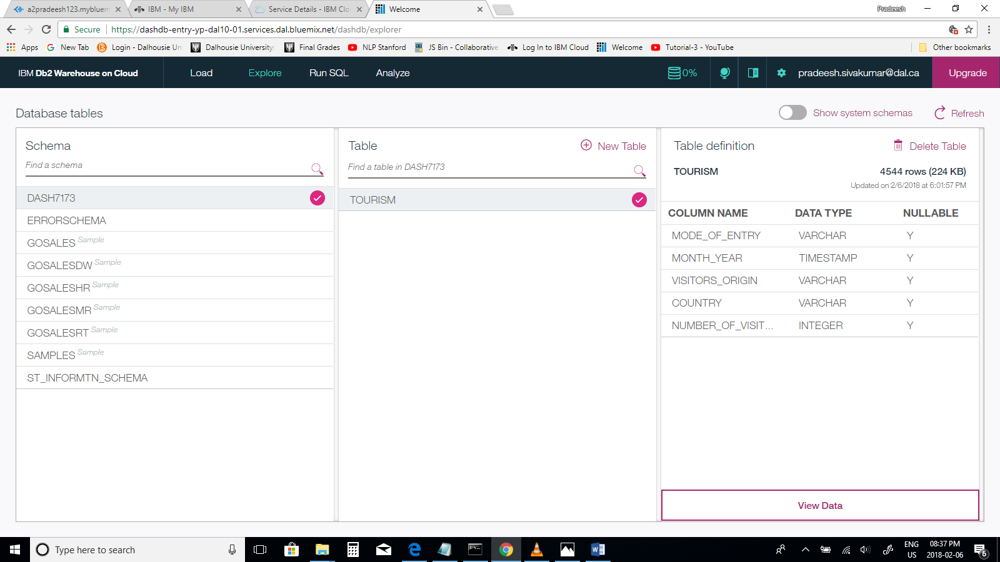 a2pradeesh123.mybluem
IBM - My IBM
Service Details - IBM Clo
Welcome
Pradeesh
Secure
https://dashdb-entry-yp-dal10-01.services.dal.bluemix.net/dashdb/explorer
Apps
New Tab
Login - Dalhousie Un
Dalhousie University:
Final Grades
NLP Stanford
JS Bin - Collaborative
Log In to IBM Cloud
Welcome
Tutorial-3 - YouTube
Other bookmarks
IBM Db2 Warehouse on Cloud
Load
Explore
Run SQL
Analyze
0%
pradeesh.sivakumar@dal.ca
Upgrade
Database tables
Show system schemas
Refresh
Schema
Find a schema
DASH7173
ERRORSCHEMA
GOSALES Sample
GOSALESDW Sample
GOSALESHR Sample
GOSALESMR Sample
GOSALESRT Sample
SAMPLES Sample
ST_INFORMTN_SCHEMA
Table
New Table
Find a table in DASH7173
TOURISM
Table definition
Delete Table
TOURISM
4544 rows (224 KB)
Updated on 2/6/2018 at 6:01:57 PM
COLUMN NAME DATA TYPE NULLABLE
MODE_OF_ENTRY VARCHAR Y
MONTH_YEAR TIMESTAMP Y
VISITORS_ORIGIN VARCHAR Y
COUNTRY VARCHAR Y
NUMBER_OF_VISIT... INTEGER Y
View Data
Type here to search
ENG
US
08:37 PM
2018-02-06
6